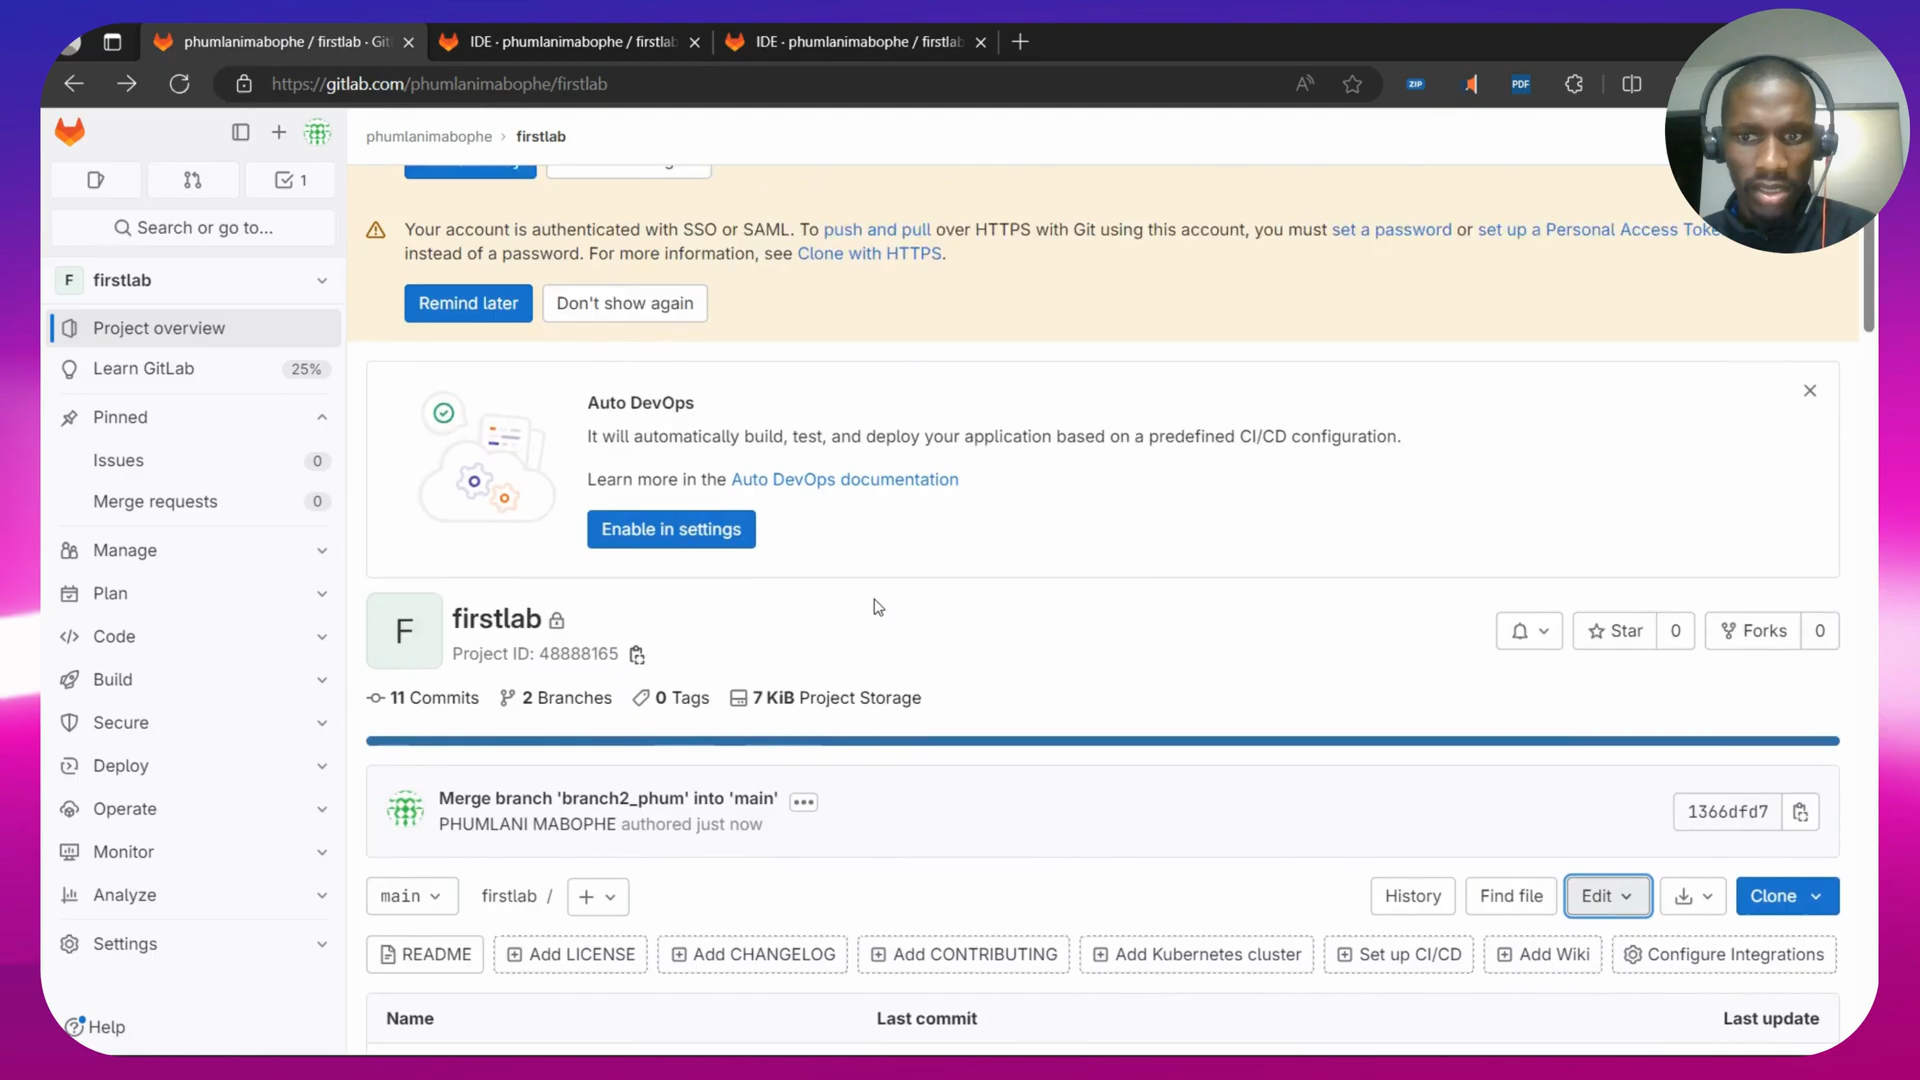 phumlanimabophe / firstlab · Git
IDE · phumlanimabophe / firstlab
IDE · phumlanimabophe / firstlab
https://gitlab.com/phumlanimabophe/firstlab
ZIP
PDF
phumlanimabophe › firstlab
1
Search or go to...
Your account is authenticated with SSO or SAML. To push and pull over HTTPS with Git using this account, you must set a password or set up a Personal Access Toke
instead of a password. For more information, see Clone with HTTPS.
Remind later
Don't show again
F firstlab
Project overview
Learn GitLab 25%
Pinned
Issues 0
Merge requests 0
Manage
Plan
Code
Build
Secure
Deploy
Operate
Monitor
Analyze
Settings
Help
Auto DevOps
It will automatically build, test, and deploy your application based on a predefined CI/CD configuration.
Learn more in the Auto DevOps documentation
Enable in settings
F
firstlab
Project ID: 48888165
Star 0
Forks 0
11 Commits 2 Branches 0 Tags 7 KiB Project Storage
Merge branch 'branch2_phum' into 'main'
PHUMLANI MABOPHE authored just now
1366dfd7
main
firstlab /
History
Find file
Edit
Clone
README
Add LICENSE
Add CHANGELOG
Add CONTRIBUTING
Add Kubernetes cluster
Set up CI/CD
Add Wiki
Configure Integrations
Name Last commit Last update